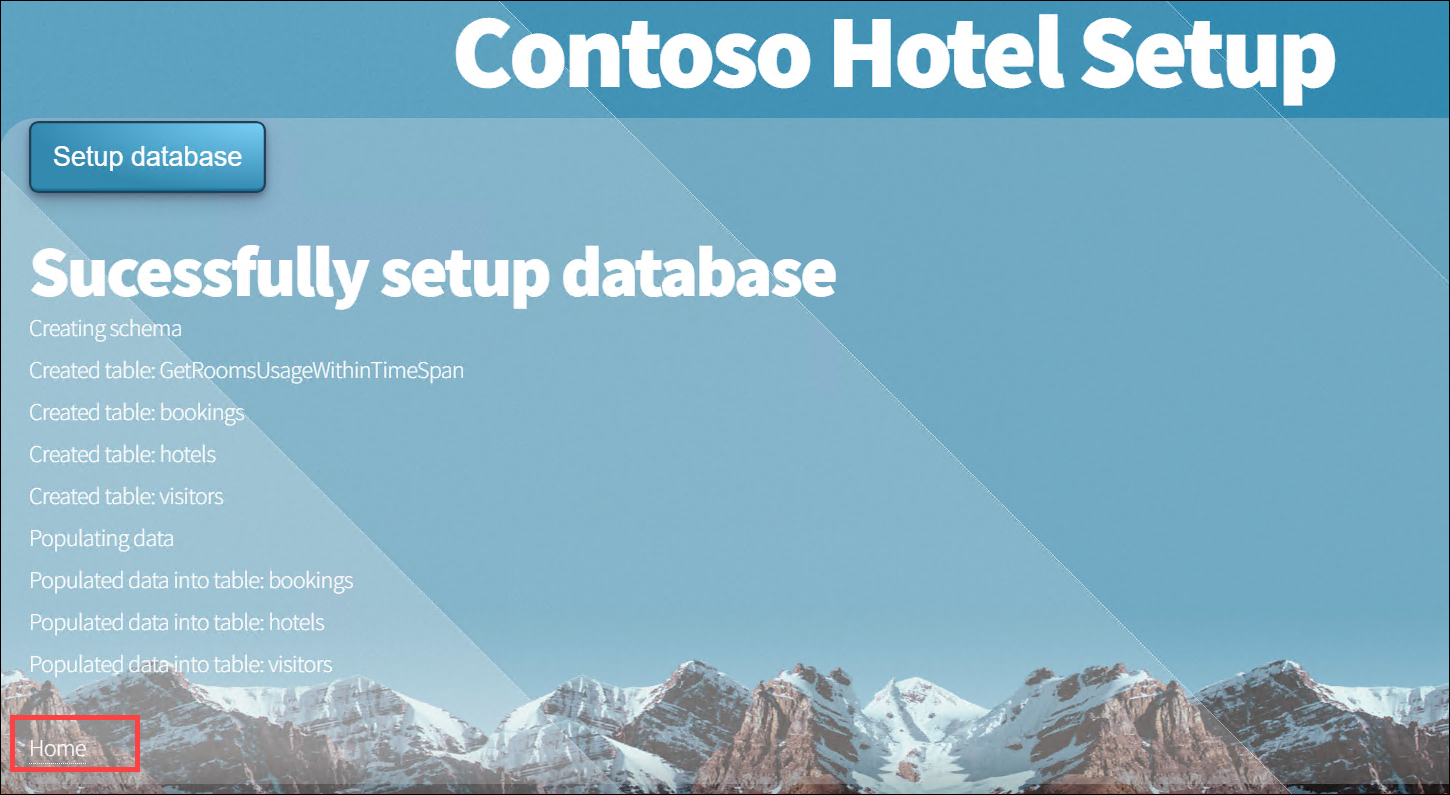 Contoso Hotel Setup
Setup database
Sucessfully setup database
Creating schema
Created table: GetRoomsUsageWithinTimeSpan
Created table: bookings
Created table: hotels
Created table: visitors
Populating data
Populated data into table: bookings
Populated data into table: hotels
Populated data into table: visitors
Home